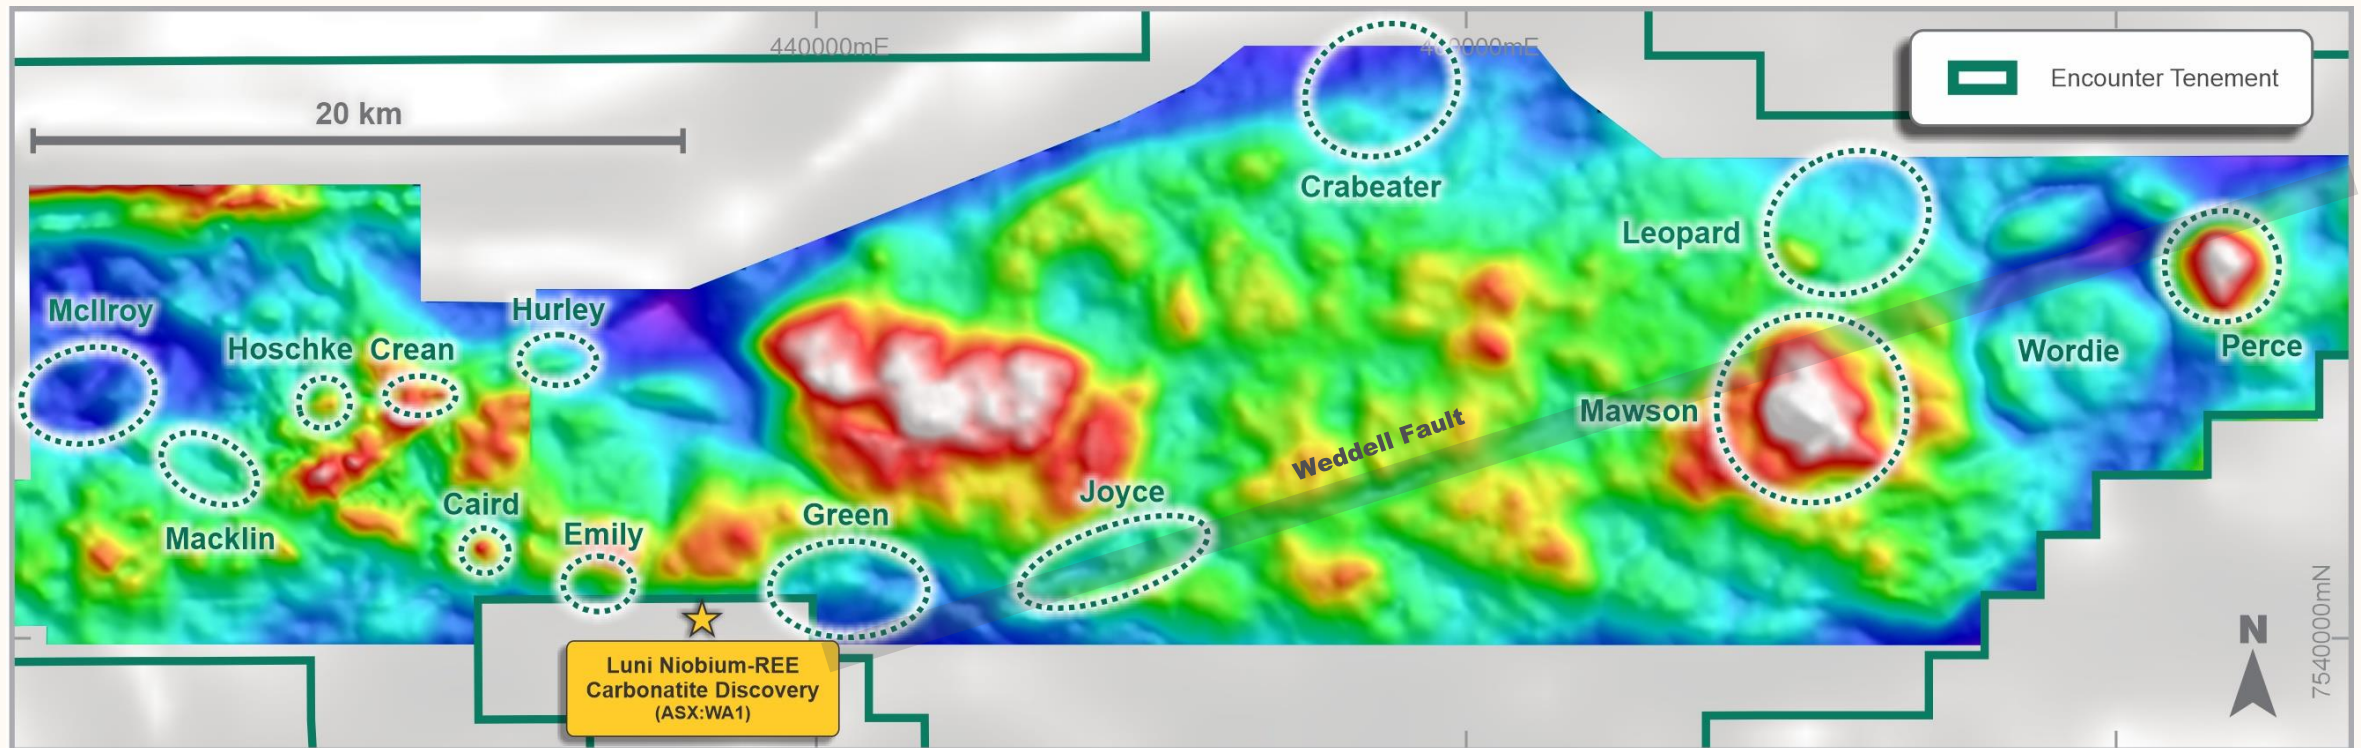 440000mE
460000mE
Encounter Tenement
20 km
Crabeater
Leopard
McIlroy
Hurley
Hoschke
Crean
Wordie
Perce
Mawson
Weddell Fault
Joyce
Caird
Green
Emily
Macklin
Luni Niobium-REE
Carbonatite Discovery
(ASX:WA1)
N
7540000mN